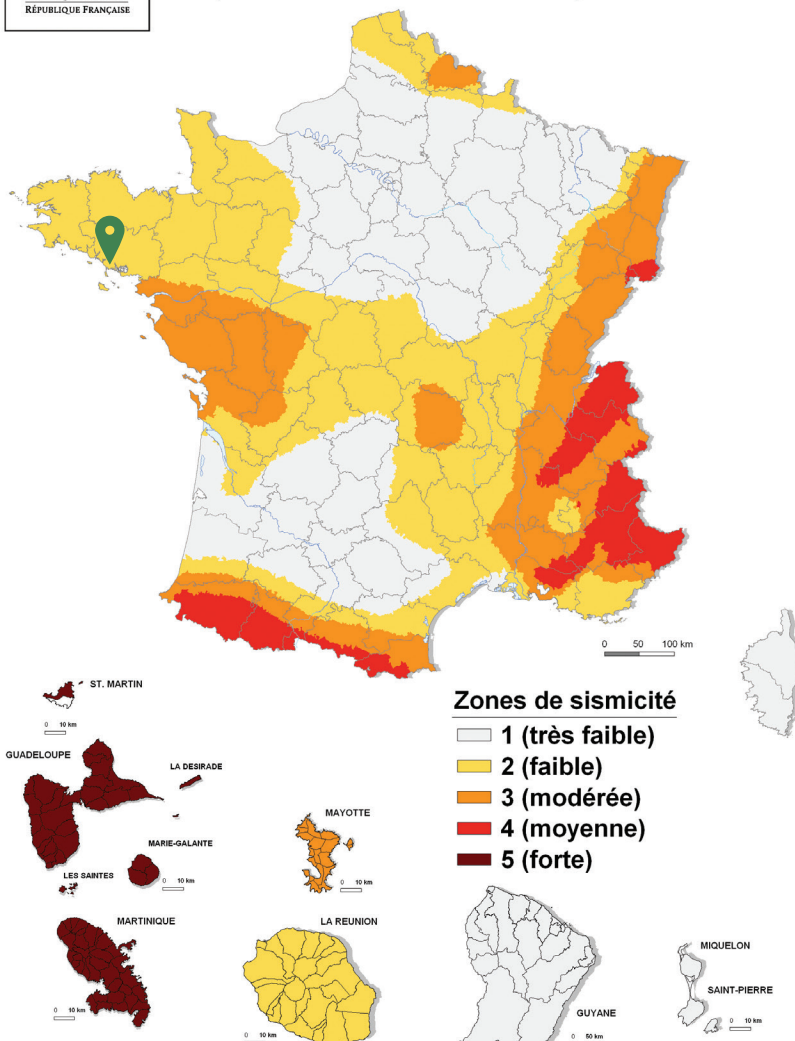 RÉPUBLIQUE FRANÇAISE
0 50 100 km
ST. MARTIN
0 10 km
GUADELOUPE
LA DESIRADE
MARIE-GALANTE
0 10 km
LES SAINTES
MAYOTTE
0 10 km
Zones de sismicité
1 (très faible)
2 (faible)
3 (modérée)
4 (moyenne)
5 (forte)
MARTINIQUE
0 10 km
LA REUNION
0 10 km
GUYANE
0 50 km
MIQUELON
SAINT-PIERRE
0 10 km